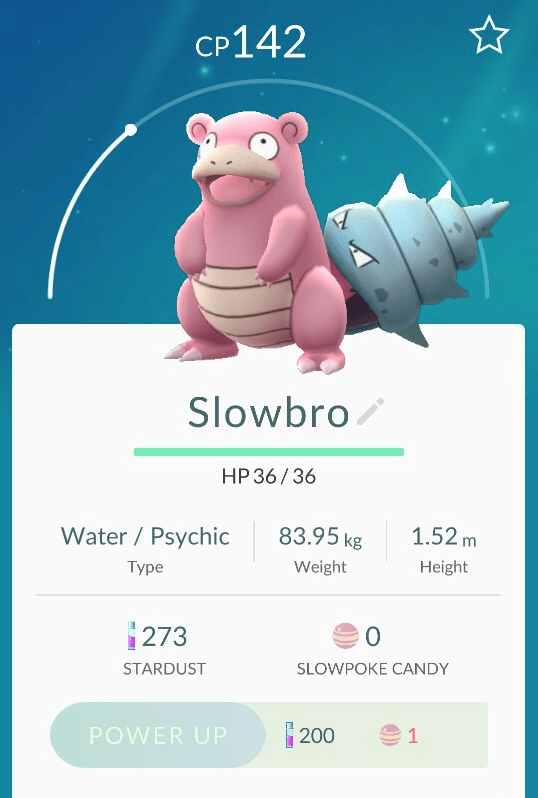 CP142
Slowbro
HP 36 / 36
Water / Psychic 83.95 kg 1.52 m
Type Weight Height
273 0
STARDUST SLOWPOKE CANDY
POWER UP 200 1